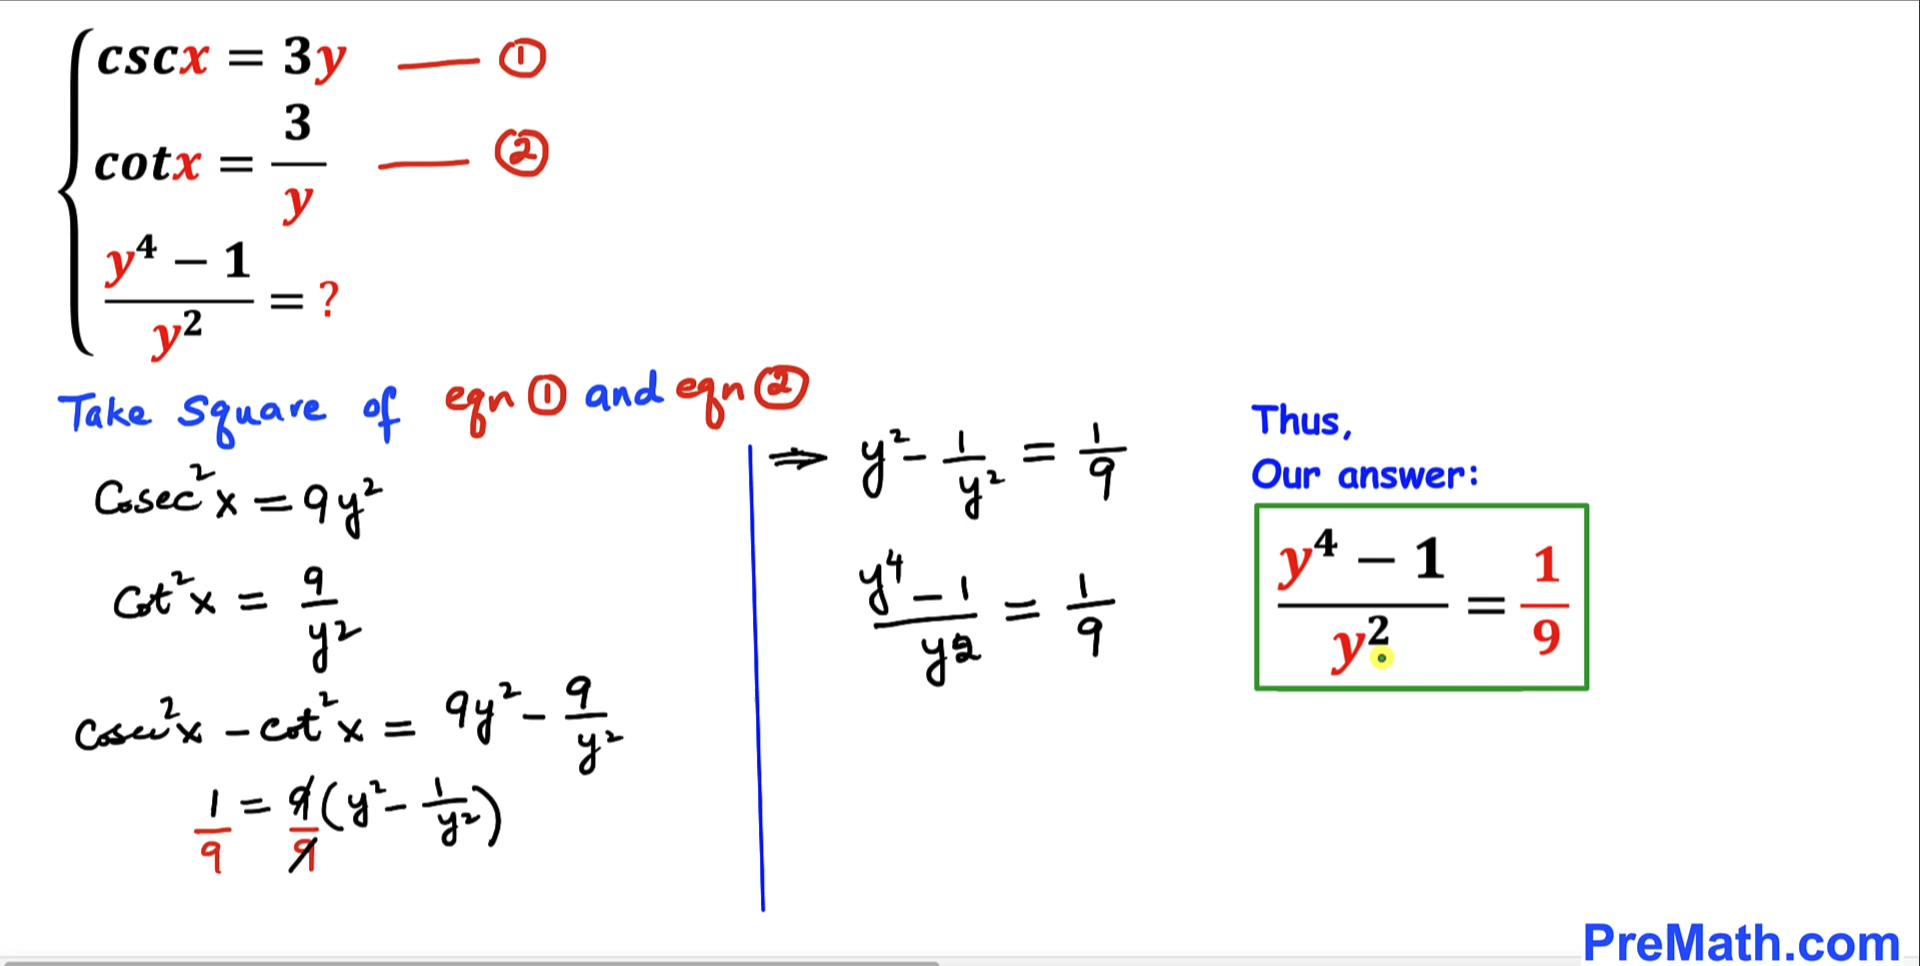 cscx = 3y — ①
cotx = 3/y — ②
(y⁴ − 1)/y² = ?
Take Square of eqn ① and eqn ②
Cosec²x = 9y²
Cot²x = 9/y²
Cosec²x − cot²x = 9y² − 9/y²
1/9 = 9/9 (y² − 1/y²)
⇒ y² − 1/y² = 1/9
(y⁴ − 1)/y² = 1/9
Thus,
Our answer:
(y⁴ − 1)/y² = 1/9
PreMath.com